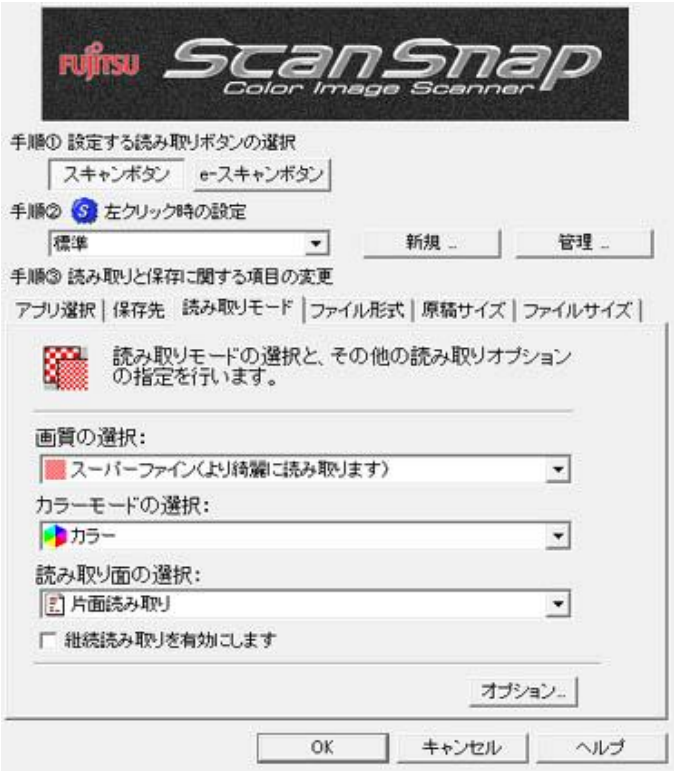 FUJITSU ScanSnap
Color Image Scanner
手順① 設定する読み取りボタンの選択
スキャンボタン e-スキャンボタン
手順② S 左クリック時の設定
標準 新規 ... 管理 ...
手順③ 読み取りと保存に関する項目の変更
アプリ選択 保存先 読み取りモード ファイル形式 原稿サイズ ファイルサイズ
読み取りモードの選択と、その他の読み取りオプション
の指定を行います。
画質の選択:
スーパーファイン(より綺麗に読み取ります)
カラーモードの選択:
カラー
読み取り面の選択:
片面読み取り
継続読み取りを有効にします
オプション...
OK キャンセル ヘルプ